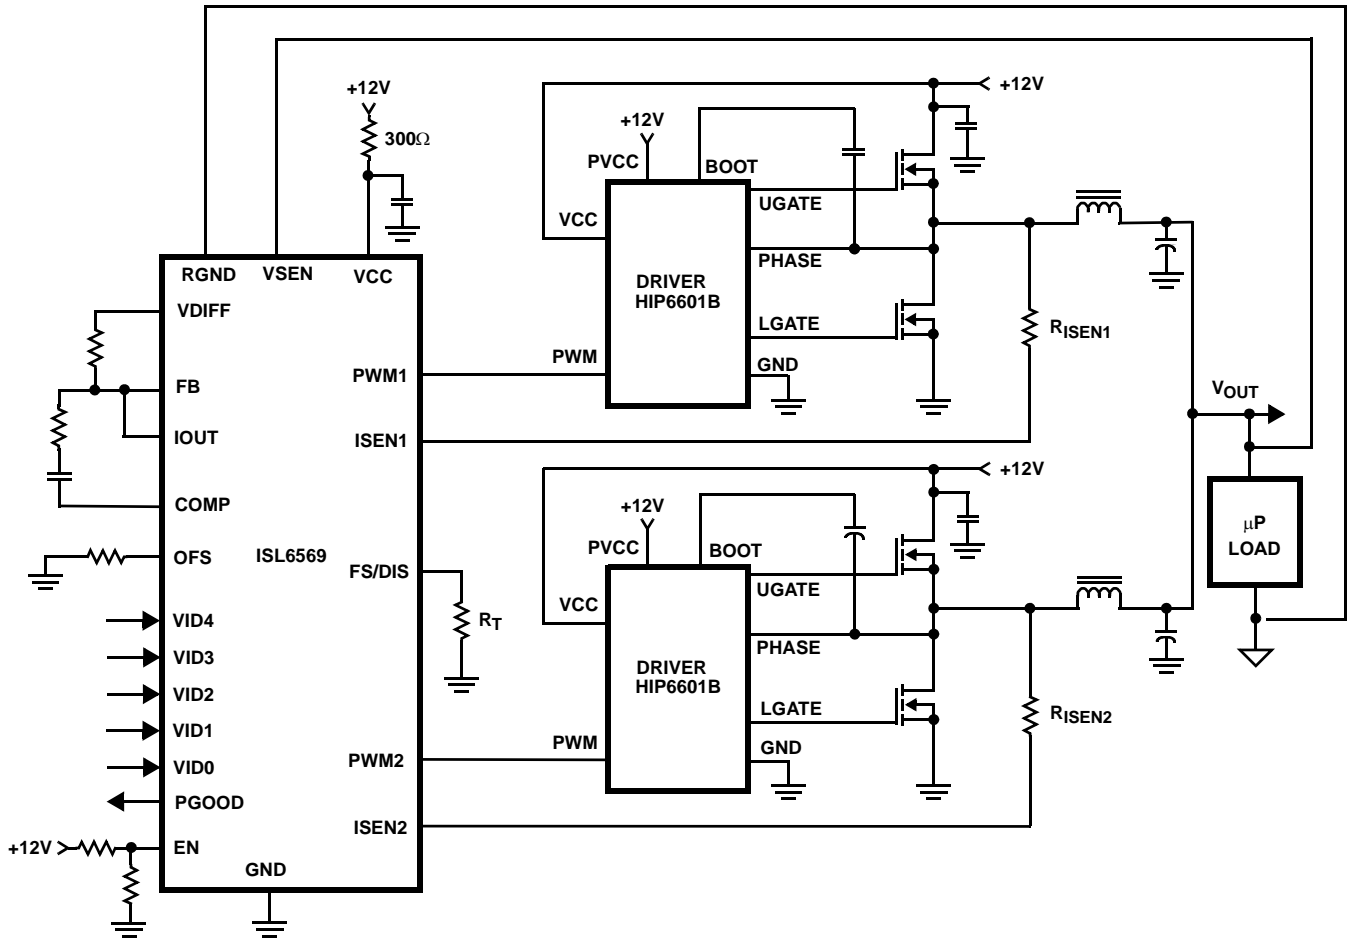 +12V
300Ω
+12V
+12V
PVCC
BOOT
UGATE
VCC
PHASE
DRIVER
HIP6601B
LGATE
GND
PWM
RISEN1
RGND
VSEN
VCC
VDIFF
FB
IOUT
COMP
OFS
ISL6569
VID4
VID3
VID2
VID1
VID0
PGOOD
+12V
EN
GND
PWM1
ISEN1
FS/DIS
RT
PWM2
ISEN2
+12V
+12V
PVCC
BOOT
UGATE
VCC
PHASE
DRIVER
HIP6601B
LGATE
GND
PWM
RISEN2
VOUT
μP
LOAD